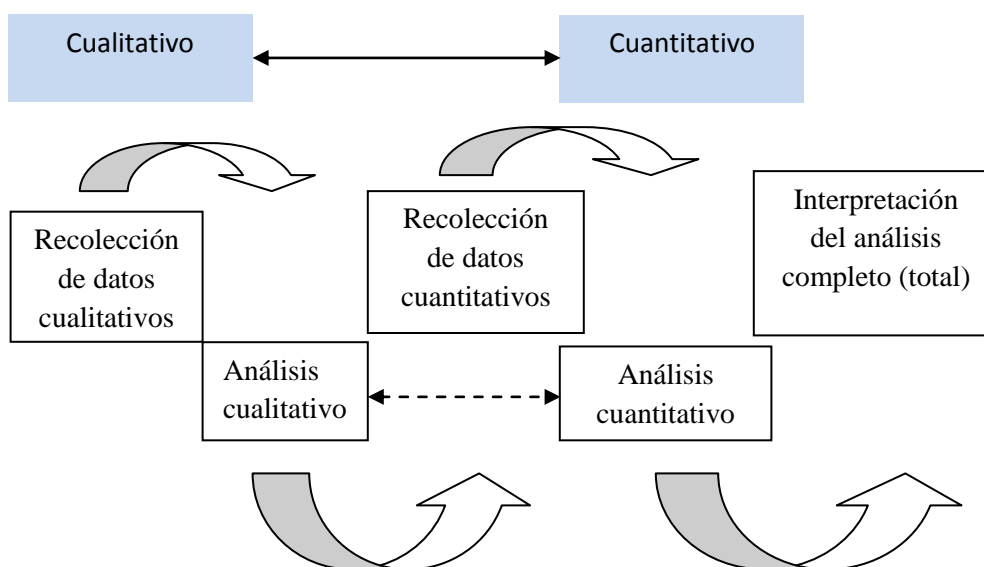 Cualitativo
Cuantitativo
Recolección
de datos
cualitativos
Análisis
cualitativo
Recolección
de datos
cuantitativos
Análisis
cuantitativo
Interpretación
del análisis
completo (total)